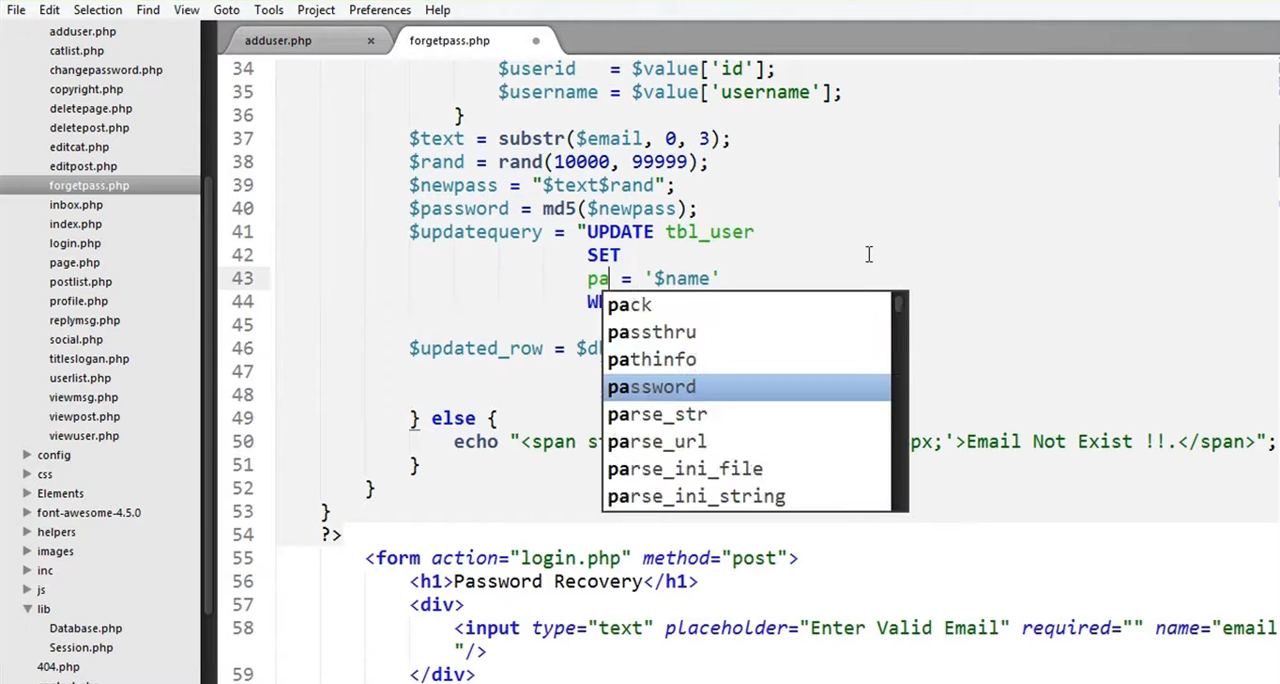 File Edit Selection Find View Goto Tools Project Preferences Help
adduser.php
catlist.php
changepassword.php
copyright.php
deletepage.php
deletepost.php
editcat.php
editpost.php
forgetpass.php
inbox.php
index.php
login.php
page.php
postlist.php
profile.php
replymsg.php
social.php
titleslogan.php
userlist.php
viewmsg.php
viewpost.php
viewuser.php
config
css
Elements
font-awesome-4.5.0
helpers
images
inc
js
lib
Database.php
Session.php
404.php
adduser.php × forgetpass.php
34 $userid = $value['id'];
35 $username = $value['username'];
36 }
37 $text = substr($email, 0, 3);
38 $rand = rand(10000, 99999);
39 $newpass = "$text$rand";
40 $password = md5($newpass);
41 $updatequery = "UPDATE tbl_user
42 SET
43 pa = '$name'
44
45
46 $updated_row =
47
48
49 } else {
50 echo "<span px;'>Email Not Exist !!.</span>";
51 }
52 }
53 }
54 ?>
55 <form action="login.php" method="post">
56 <h1>Password Recovery</h1>
57 <div>
58 <input type="text" placeholder="Enter Valid Email" required="" name="email
"/>
59 </div>
pack
passthru
pathinfo
password
parse_str
parse_url
parse_ini_file
parse_ini_string